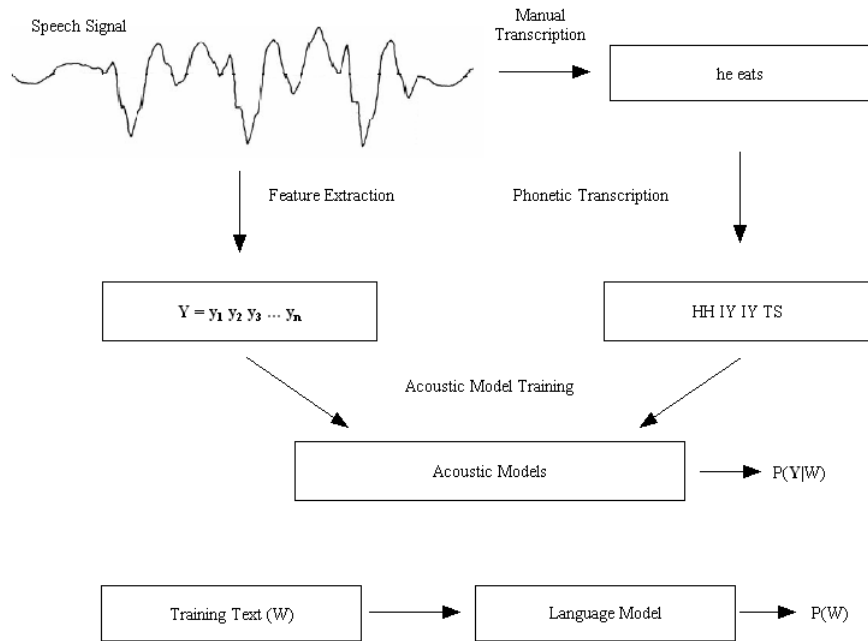 Speech Signal
Manual
Transcription
he eats
Feature Extraction
Phonetic Transcription
Y = y₁ y₂ y₃ ... yₙ
HH IY IY TS
Acoustic Model Training
Acoustic Models
P(Y|W)
Training Text (W)
Language Model
P(W)